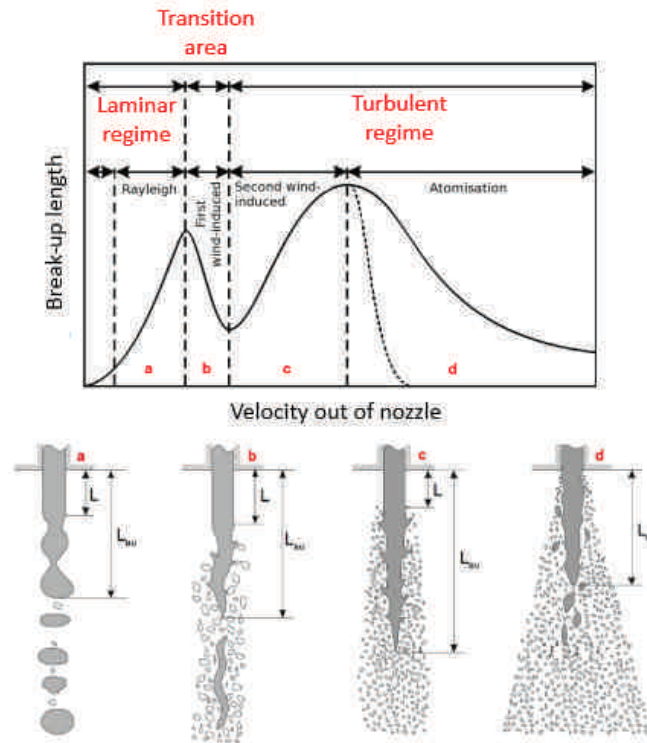 Transition
area
Laminar
regime
Turbulent
regime
Break-up length
Rayleigh
First
wind-induced
Second wind-
induced
Atomisation
a
b
c
d
Velocity out of nozzle
a
b
c
d
L
L
L
L BU
L BU
L BU